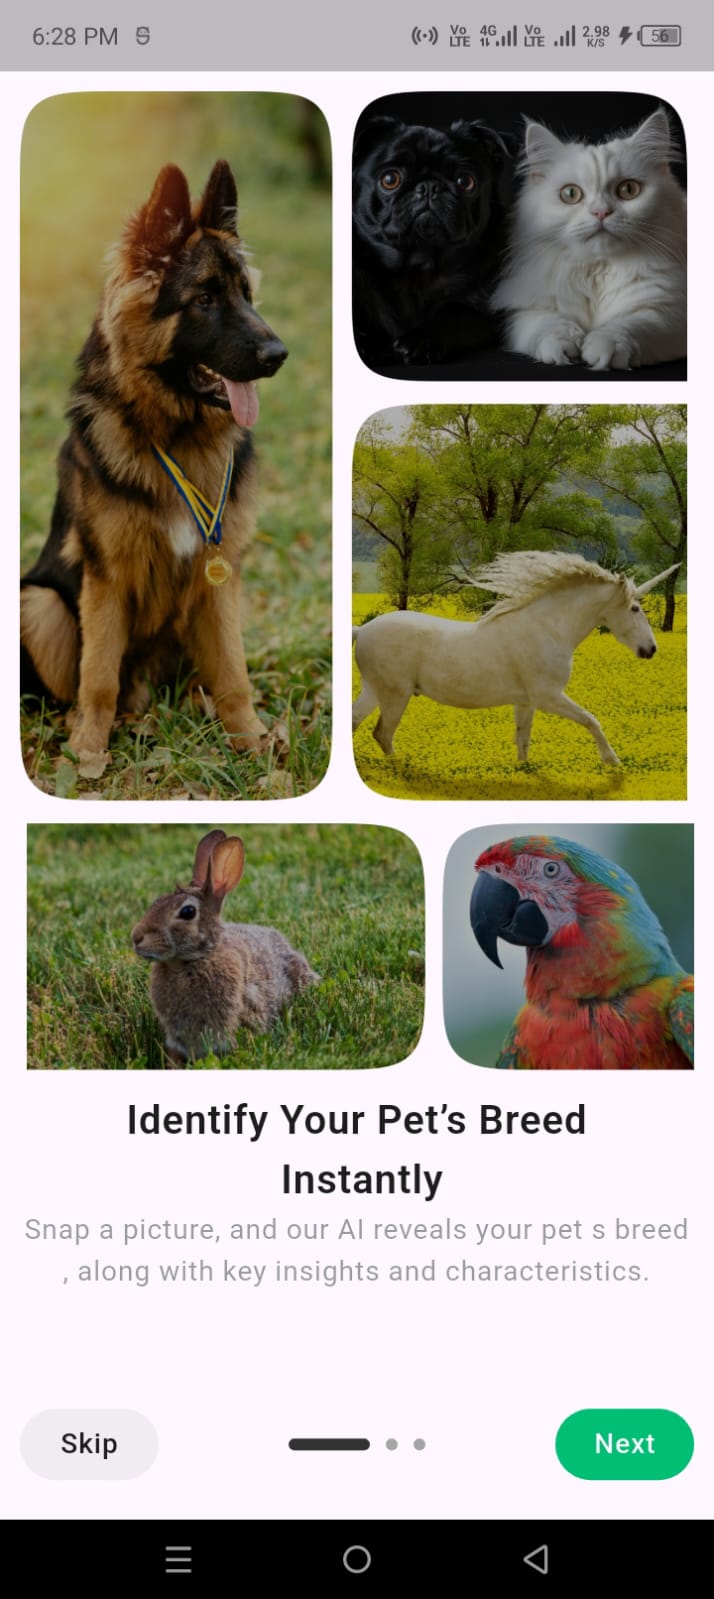 6:28 PM
Vo LTE 4G Vo LTE 2.98 K/S 56
Identify Your Pet’s Breed
Instantly
Snap a picture, and our AI reveals your pet s breed
, along with key insights and characteristics.
Skip
Next